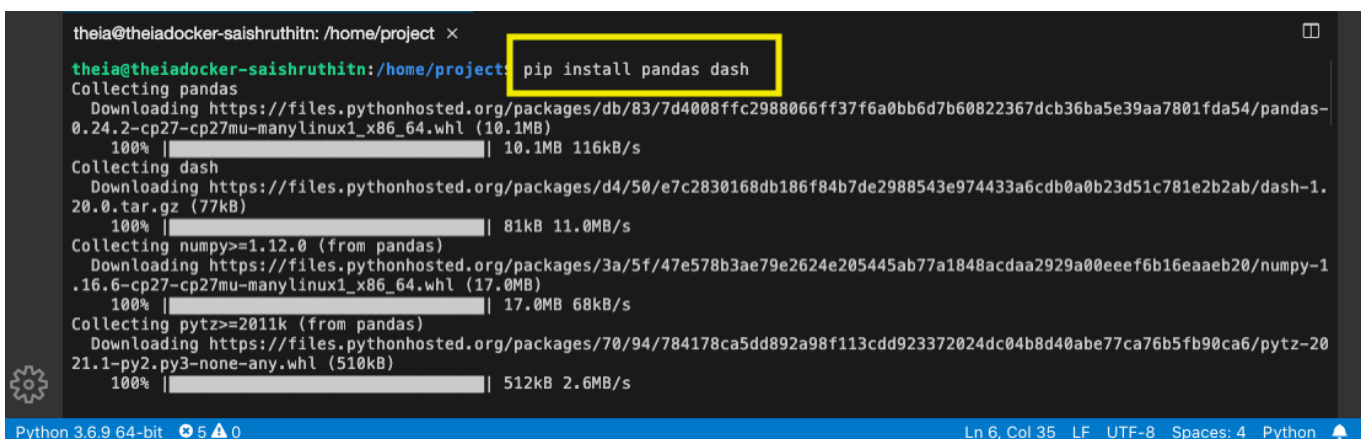 theia@theiadocker-saishruthitn: /home/project ×
theia@theiadocker-saishruthitn:/home/project$ pip install pandas dash
Collecting pandas
  Downloading https://files.pythonhosted.org/packages/db/83/7d4008ffc2988066ff37f6a0bb6d7b60822367dcb36ba5e39aa7801fda54/pandas-
0.24.2-cp27-cp27mu-manylinux1_x86_64.whl (10.1MB)
    100% |████████████████████████████████| 10.1MB 116kB/s
Collecting dash
  Downloading https://files.pythonhosted.org/packages/d4/50/e7c2830168db186f84b7de2988543e974433a6cdb0a0b23d51c781e2b2ab/dash-1.
20.0.tar.gz (77kB)
    100% |████████████████████████████████| 81kB 11.0MB/s
Collecting numpy>=1.12.0 (from pandas)
  Downloading https://files.pythonhosted.org/packages/3a/5f/47e578b3ae79e2624e205445ab77a1848acdaa2929a00eeef6b16eaaeb20/numpy-1
.16.6-cp27-cp27mu-manylinux1_x86_64.whl (17.0MB)
    100% |████████████████████████████████| 17.0MB 68kB/s
Collecting pytz>=2011k (from pandas)
  Downloading https://files.pythonhosted.org/packages/70/94/784178ca5dd892a98f113cdd923372024dc04b8d40abe77ca76b5fb90ca6/pytz-20
21.1-py2.py3-none-any.whl (510kB)
    100% |████████████████████████████████| 512kB 2.6MB/s
Python 3.6.9 64-bit 5 0 Ln 6, Col 35 LF UTF-8 Spaces: 4 Python